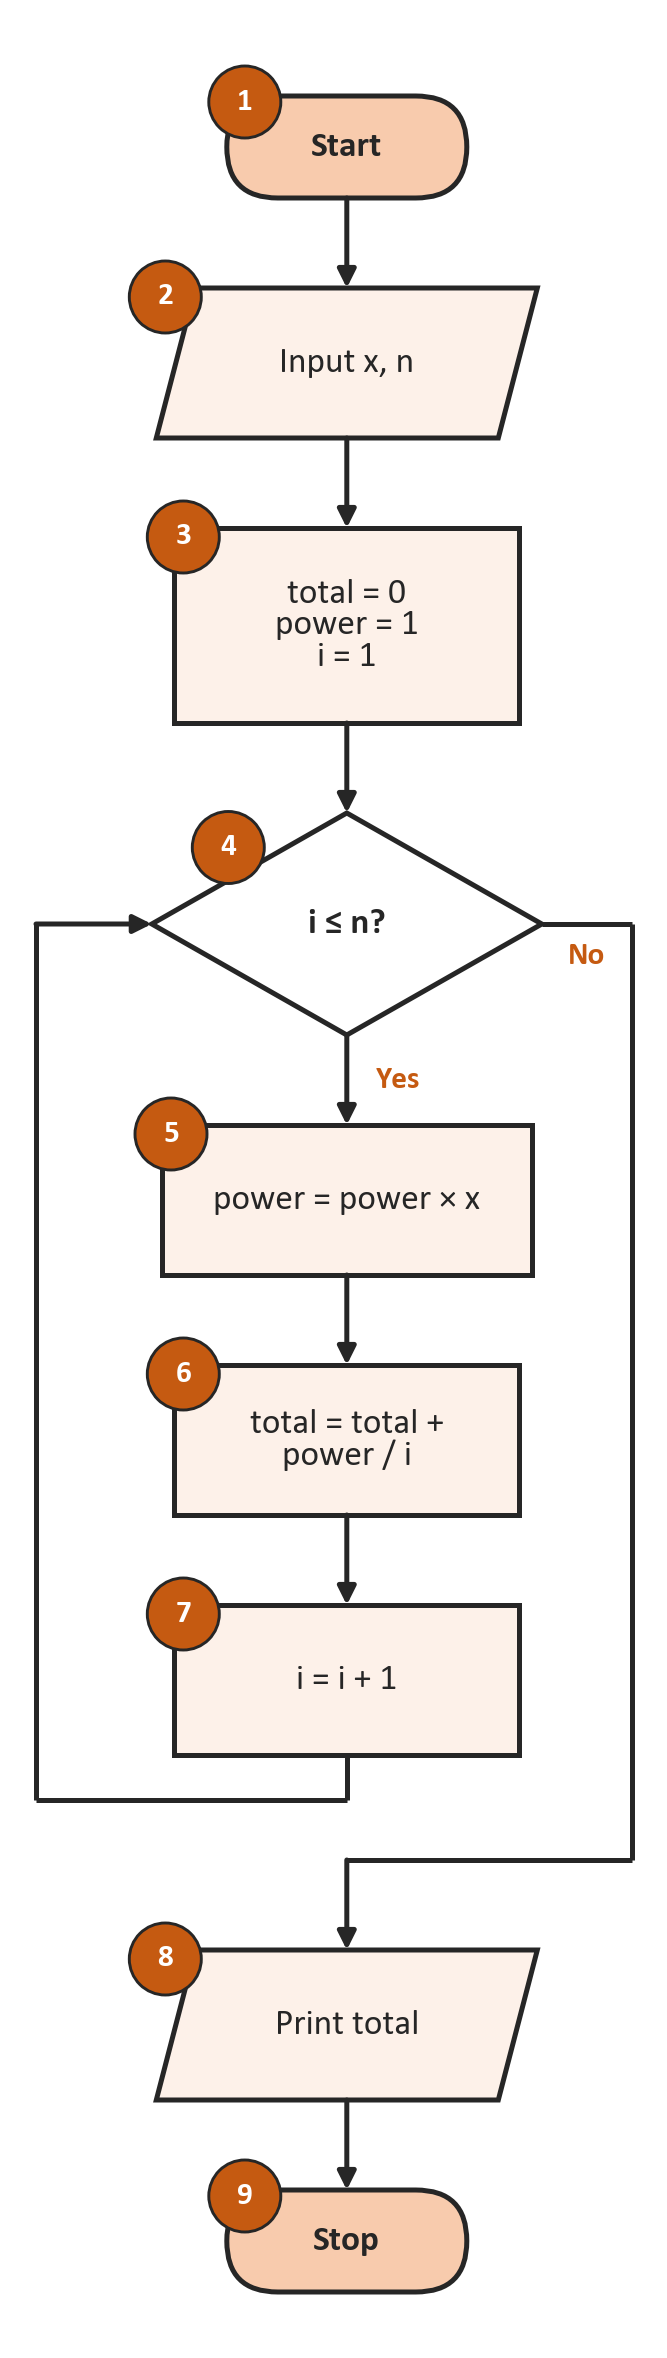 1
Start
2
Input x, n
3
total = 0
power = 1
i = 1
4
i ≤ n?
No
Yes
5
power = power × x
6
total = total +
power / i
7
i = i + 1
8
Print total
9
Stop